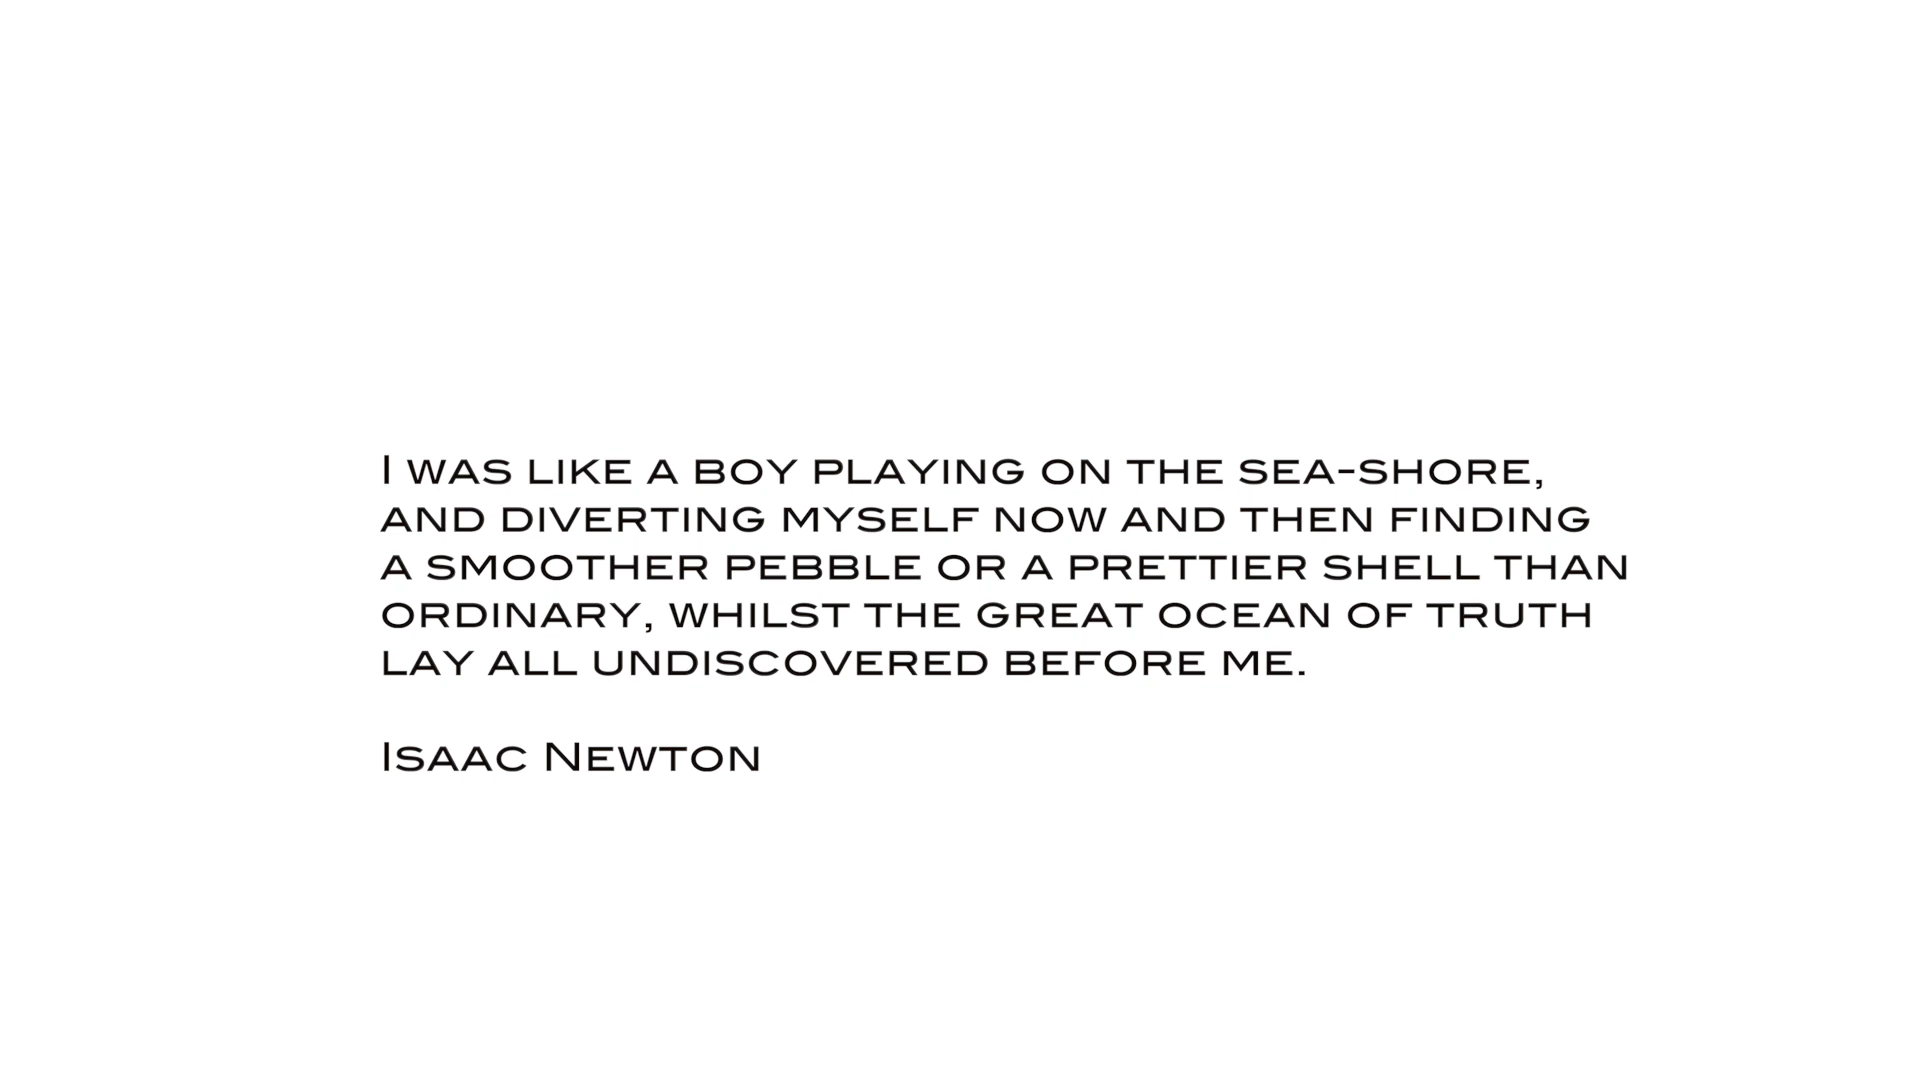 I was like a boy playing on the sea-shore,
and diverting myself now and then finding
a smoother pebble or a prettier shell than
ordinary, whilst the great ocean of truth
lay all undiscovered before me.
Isaac Newton